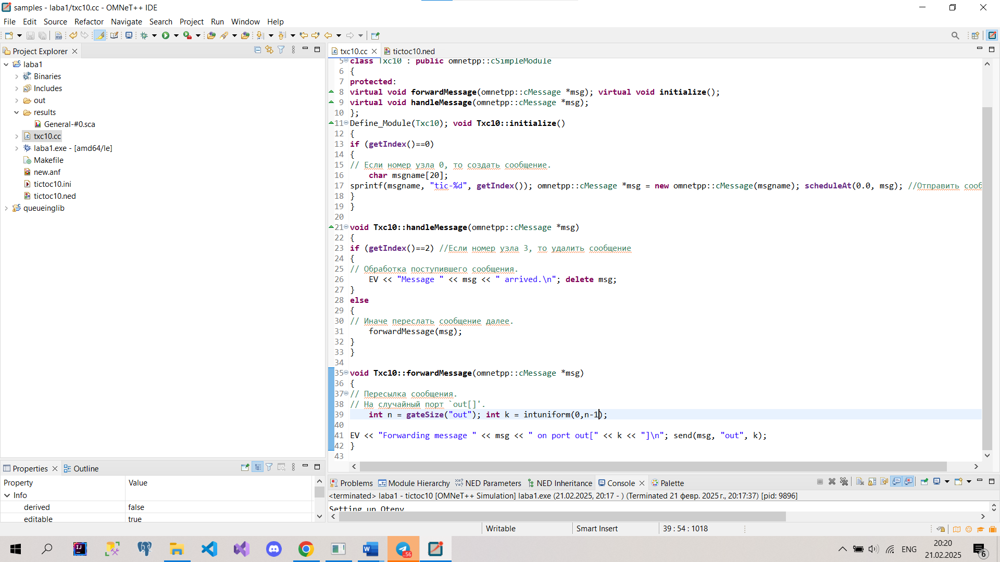 samples - laba1/txc10.cc - OMNeT++ IDE
File Edit Source Refactor Navigate Search Project Run Window Help
Project Explorer
laba1
Binaries
Includes
out
results
General-#0.sca
txc10.cc
laba1.exe - [amd64/le]
Makefile
new.anf
tictoc10.ini
tictoc10.ned
queueinglib
txc10.cc tictoc10.ned
5 class Txc10 : public omnetpp::cSimpleModule
6 {
7 protected:
8 virtual void forwardMessage(omnetpp::cMessage *msg); virtual void initialize();
9 virtual void handleMessage(omnetpp::cMessage *msg);
10 };
11 Define_Module(Txc10); void Txc10::initialize()
12 {
13 if (getIndex()==0)
14 {
15 // Если номер узла 0, то создать сообщение.
16 char msgname[20];
17 sprintf(msgname, "tic-%d", getIndex()); omnetpp::cMessage *msg = new omnetpp::cMessage(msgname); scheduleAt(0.0, msg); //Отправить сооб
18 }
19 }
20
21 void Txc10::handleMessage(omnetpp::cMessage *msg)
22 {
23 if (getIndex()==2) //Если номер узла 3, то удалить сообщение
24 {
25 // Обработка поступившего сообщения.
26 EV << "Message " << msg << " arrived.\n"; delete msg;
27 }
28 else
29 {
30 // Иначе переслать сообщение далее.
31 forwardMessage(msg);
32 }
33 }
34
35 void Txc10::forwardMessage(omnetpp::cMessage *msg)
36 {
37 // Пересылка сообщения.
38 // На случайный порт `out[]'.
39 int n = gateSize("out"); int k = intuniform(0,n-1);
40
41 EV << "Forwarding message " << msg << " on port out[" << k << "]\n"; send(msg, "out", k);
42 }
43
Properties Outline
Property Value
Info
derived false
editable true
Problems Module Hierarchy NED Parameters NED Inheritance Console Palette
<terminated> laba1 - tictoc10 [OMNeT++ Simulation] laba1.exe (21.02.2025, 20:17 - ) (Terminated 21 февр. 2025 г., 20:17:37) [pid: 9896]
Setting up Qtenv
Writable Smart Insert 39 : 54 : 1018
ENG
20:20
21.02.2025
6